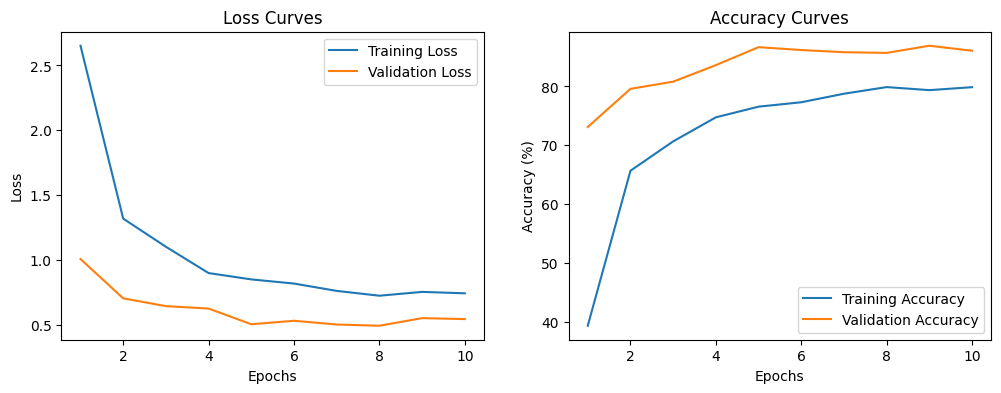 Loss Curves
Training Loss
Validation Loss
2.5
2.0
1.5
1.0
0.5
Loss
2 4 6 8 10
Epochs
Accuracy Curves
80
70
60
50
40
Accuracy (%)
Training Accuracy
Validation Accuracy
2 4 6 8 10
Epochs